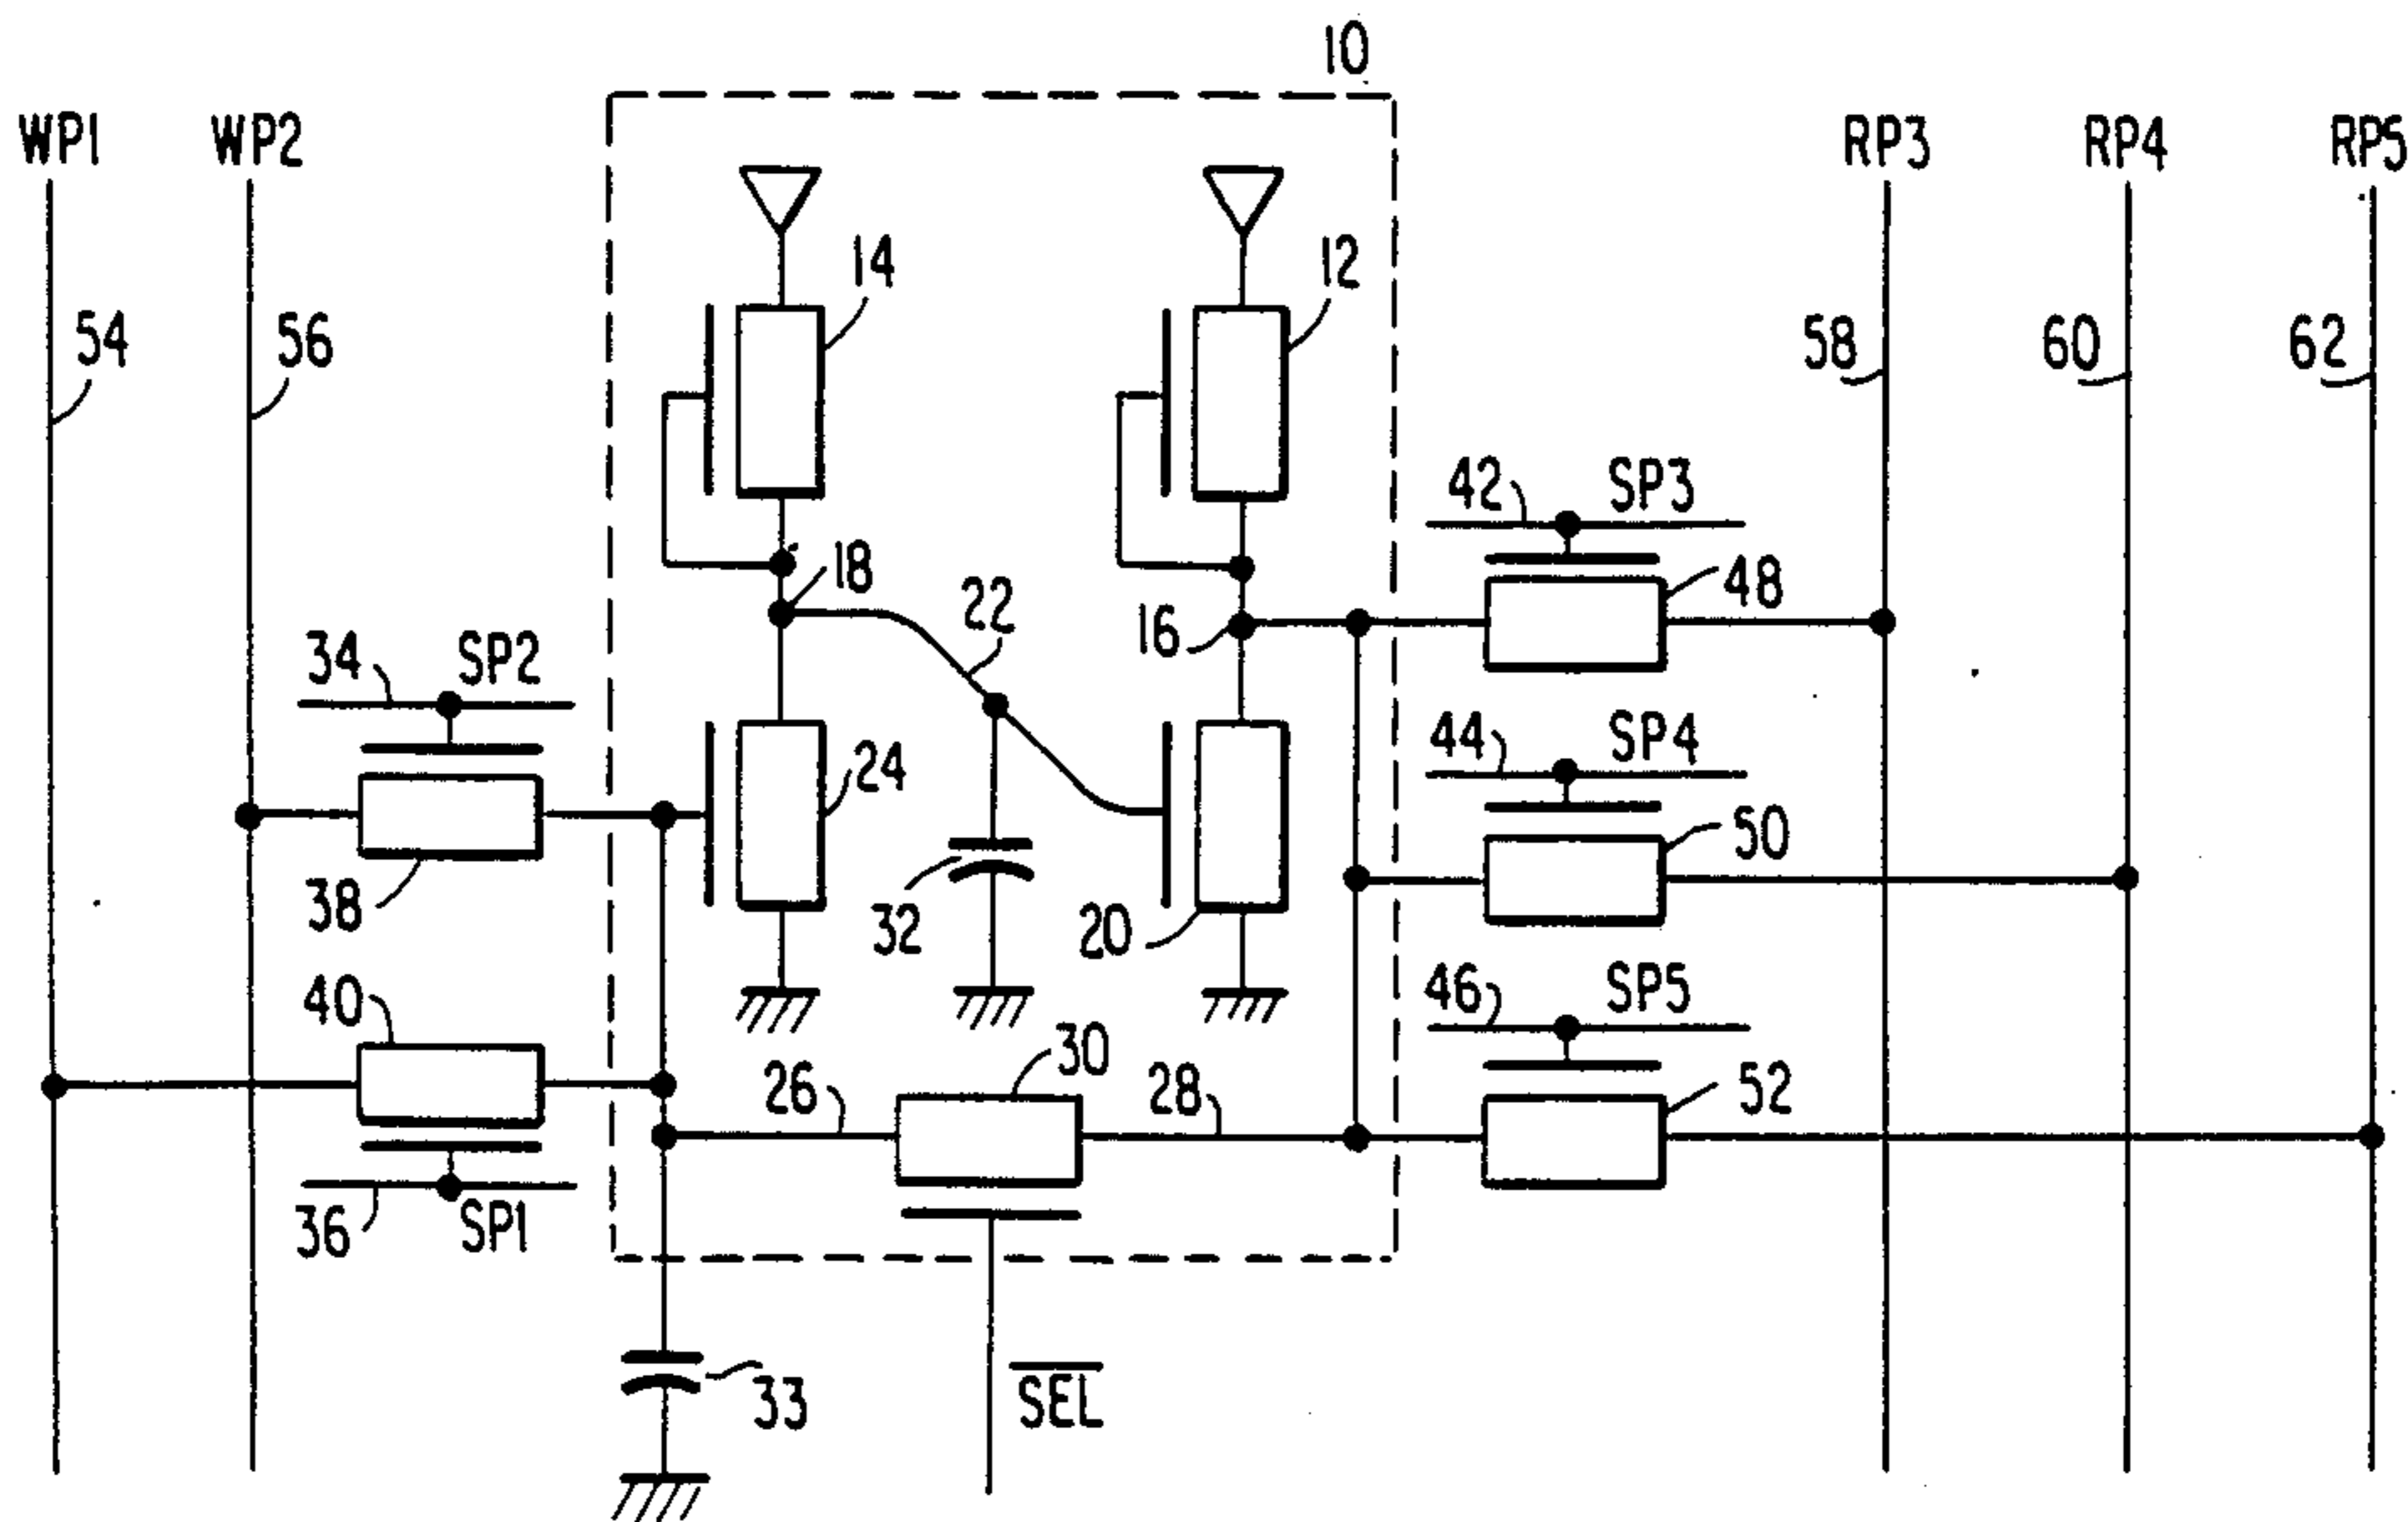 10
WP1 WP2 RP3 RP4 RP5
14 12
54 56 58 60 62
42 SP3
18 22 48
34 SP2 16
44 SP4
24 50
38 32 20
40 46 SP5
26 30 28 52
36 SP1
33 SEL